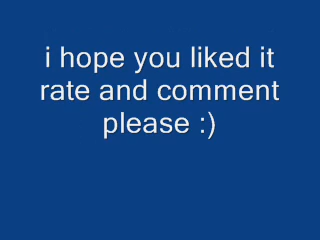 i hope you liked it
rate and comment
please :)